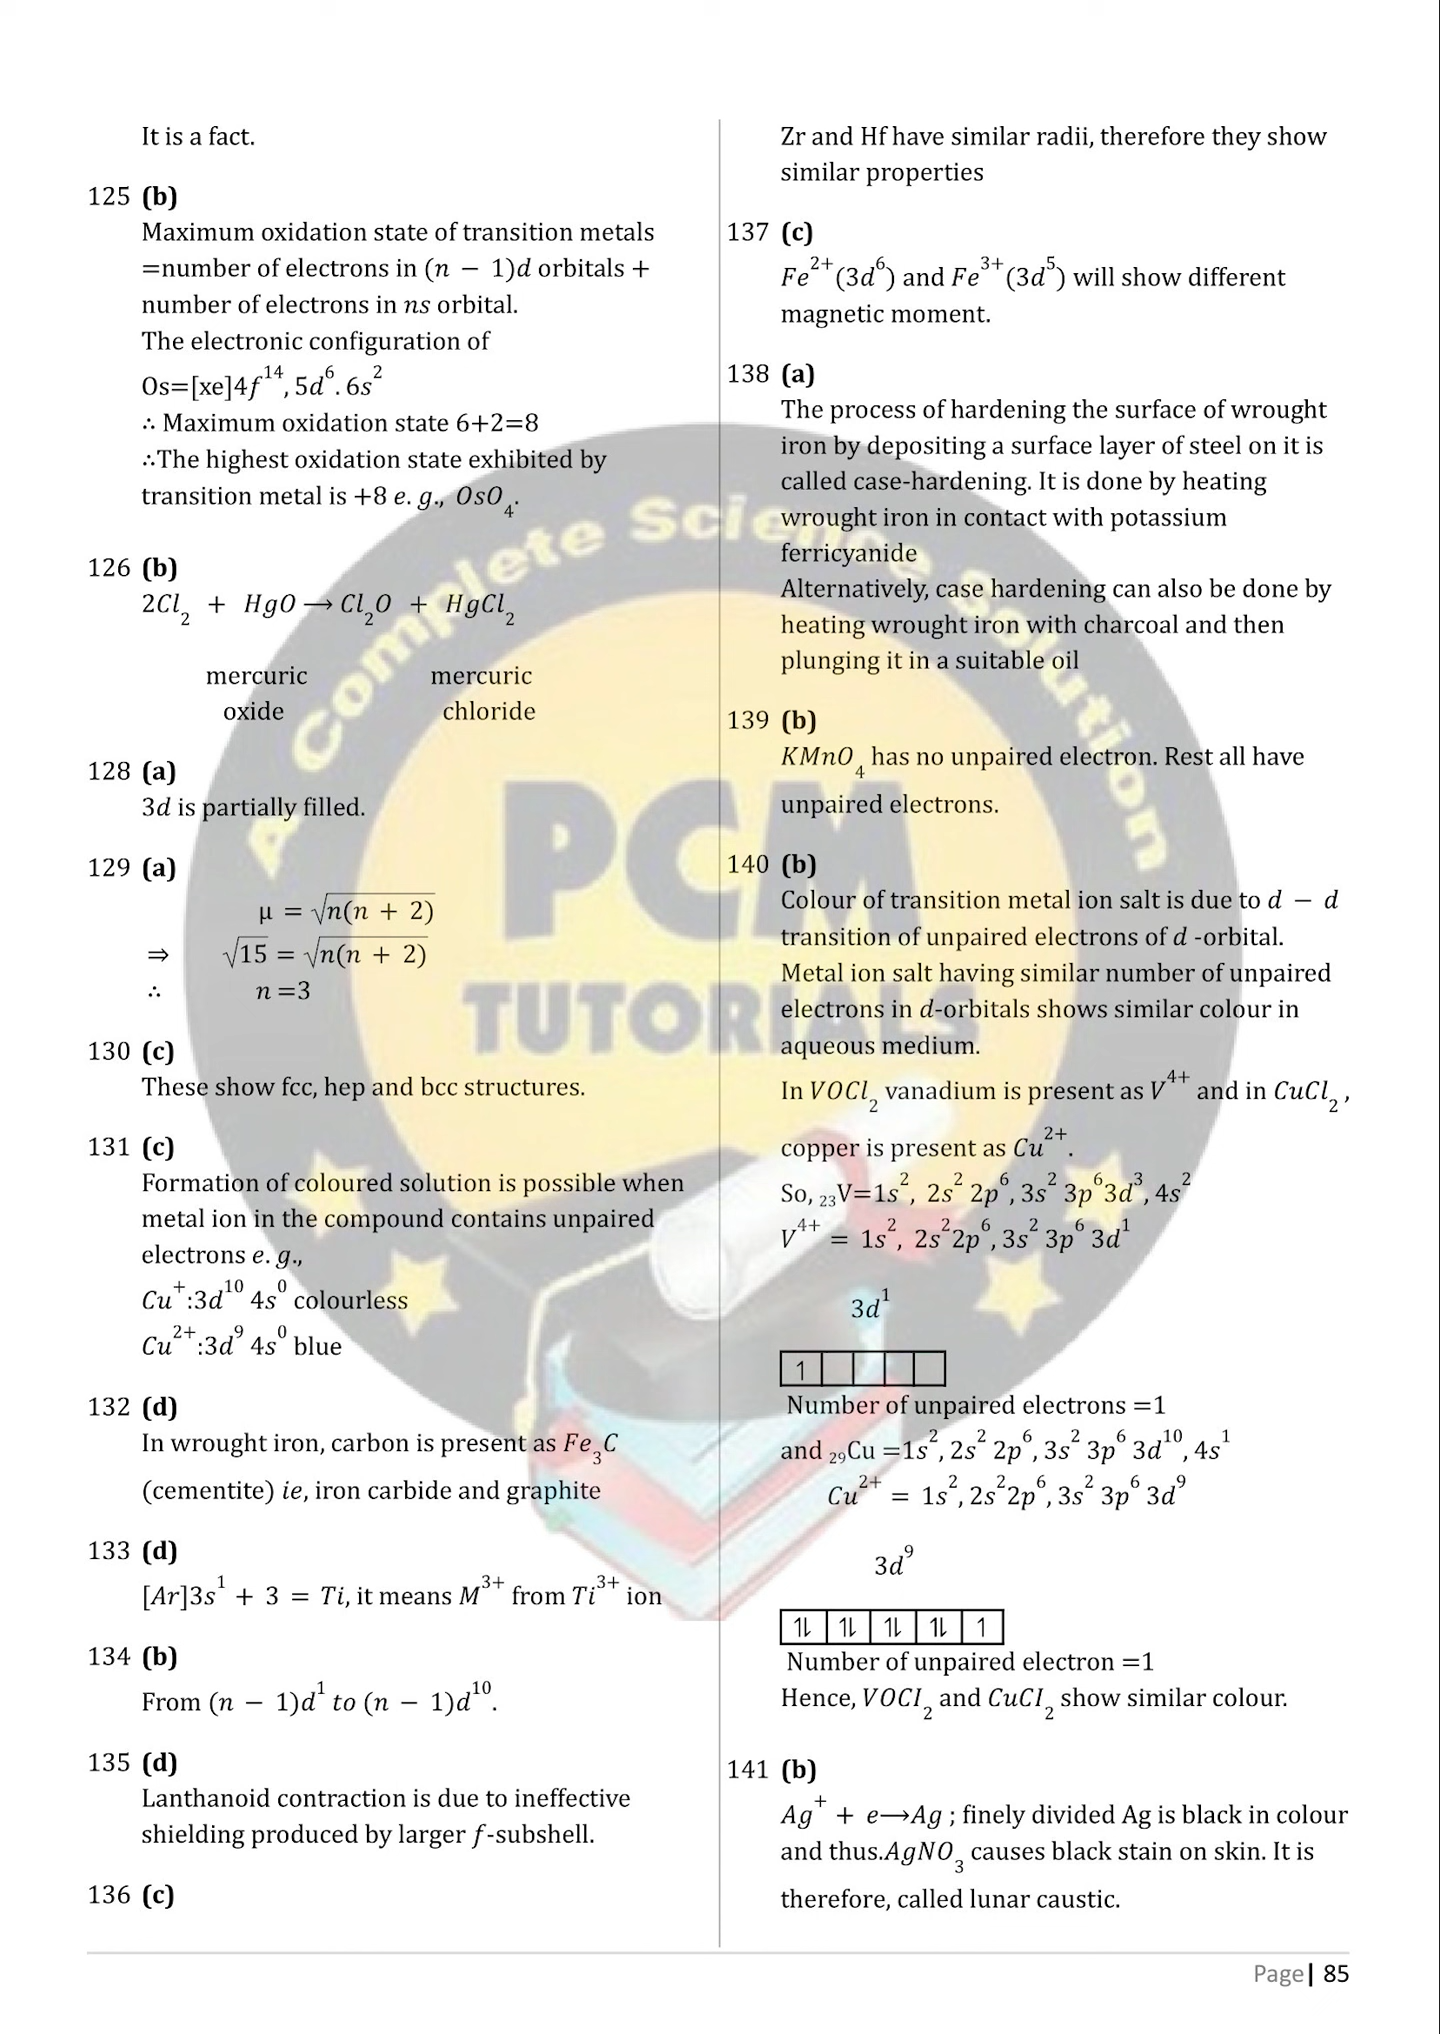 It is a fact.
125 (b)
Maximum oxidation state of transition metals
=number of electrons in (n − 1)d orbitals +
number of electrons in ns orbital.
The electronic configuration of
Os=[xe]4f¹⁴, 5d⁶. 6s²
∴ Maximum oxidation state 6+2=8
∴The highest oxidation state exhibited by
transition metal is +8 e. g., OsO₄.
126 (b)
2Cl₂ + HgO ⟶ Cl₂O + HgCl₂
mercuric mercuric
oxide chloride
128 (a)
3d is partially filled.
129 (a)
μ = √n(n + 2)
⇒ √15 = √n(n + 2)
∴ n =3
130 (c)
These show fcc, hep and bcc structures.
131 (c)
Formation of coloured solution is possible when
metal ion in the compound contains unpaired
electrons e. g.,
Cu⁺:3d¹⁰ 4s⁰ colourless
Cu²⁺:3d⁹ 4s⁰ blue
132 (d)
In wrought iron, carbon is present as Fe₃C
(cementite) ie, iron carbide and graphite
133 (d)
[Ar]3s¹ + 3 = Ti, it means M³⁺ from Ti³⁺ ion
134 (b)
From (n − 1)d¹ to (n − 1)d¹⁰.
135 (d)
Lanthanoid contraction is due to ineffective
shielding produced by larger f-subshell.
136 (c)
Zr and Hf have similar radii, therefore they show
similar properties
137 (c)
Fe²⁺(3d⁶) and Fe³⁺(3d⁵) will show different
magnetic moment.
138 (a)
The process of hardening the surface of wrought
iron by depositing a surface layer of steel on it is
called case-hardening. It is done by heating
wrought iron in contact with potassium
ferricyanide
Alternatively, case hardening can also be done by
heating wrought iron with charcoal and then
plunging it in a suitable oil
139 (b)
KMnO₄ has no unpaired electron. Rest all have
unpaired electrons.
140 (b)
Colour of transition metal ion salt is due to d − d
transition of unpaired electrons of d -orbital.
Metal ion salt having similar number of unpaired
electrons in d-orbitals shows similar colour in
aqueous medium.
In VOCl₂ vanadium is present as V⁴⁺ and in CuCl₂ ,
copper is present as Cu²⁺.
So, ₂₃V=1s², 2s² 2p⁶, 3s² 3p⁶3d³, 4s²
V⁴⁺ = 1s², 2s²2p⁶, 3s² 3p⁶ 3d¹
3d¹
1
Number of unpaired electrons =1
and ₂₉Cu =1s², 2s² 2p⁶, 3s² 3p⁶ 3d¹⁰, 4s¹
Cu²⁺ = 1s², 2s²2p⁶, 3s² 3p⁶ 3d⁹
3d⁹
⥮ ⥮ ⥮ ⥮ 1
Number of unpaired electron =1
Hence, VOCI₂ and CuCI₂ show similar colour.
141 (b)
Ag⁺ + e⟶Ag ; finely divided Ag is black in colour
and thus.AgNO₃ causes black stain on skin. It is
therefore, called lunar caustic.
A Complete Science Solution
PCM
TUTORIALS
Page| 85